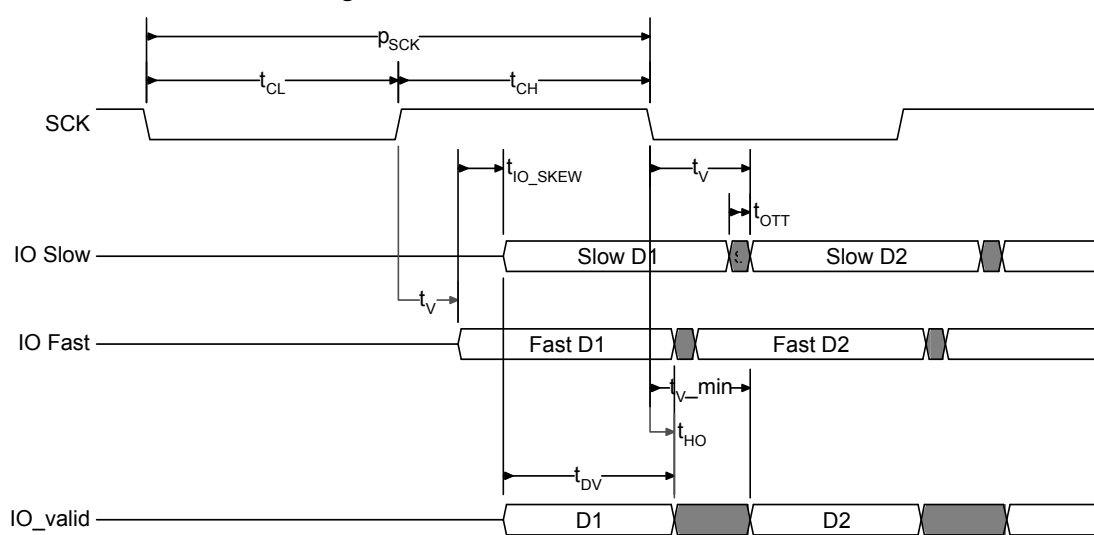 g
pSCK
tCL
tCH
SCK
tIO_SKEW
tV
tOTT
IO Slow
Slow D1
S.
Slow D2
tV
IO Fast
Fast D1
Fast D2
tV_min
tHO
tDV
IO_valid
D1
D2